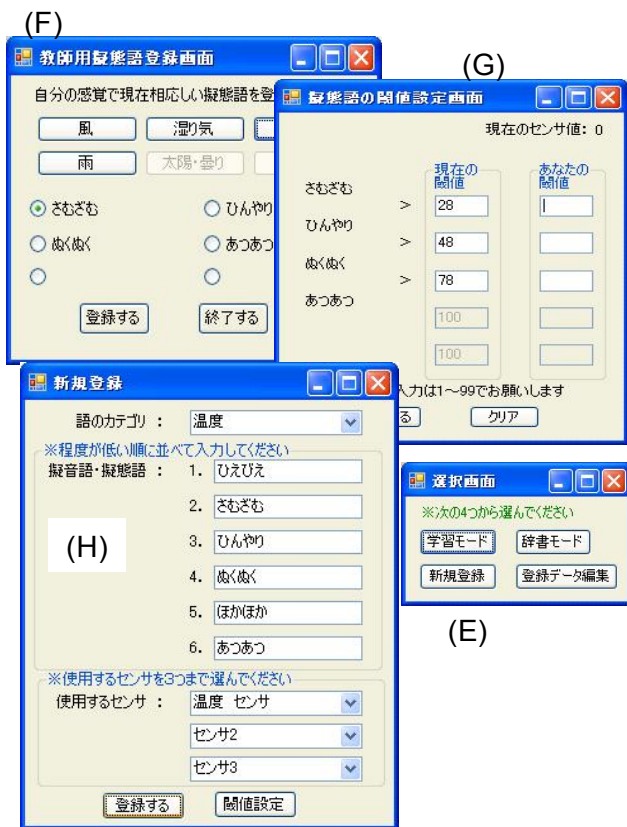 (F)
教師用擬態語登録画面
自分の感覚で現在相応しい擬態語を登
風 湿り気
雨 太陽・曇り
さむざむ ひんやり
ぬくぬく あつあつ
登録する 終了する
(G)
擬態語の閾値設定画面
現在のセンサ値: 0
現在の閾値 あなたの閾値
さむざむ
> 28
ひんやり
> 48
ぬくぬく
> 78
あつあつ
100
100
入力は1~99でお願いします
る クリア
新規登録
語のカテゴリ : 温度
※程度が低い順に並べて入力してください
擬音語・擬態語 : 1. ひえびえ
2. さむざむ
(H)
3. ひんやり
4. ぬくぬく
5. ほかほか
6. あつあつ
※使用するセンサを3つまで選んでください
使用するセンサ : 温度 センサ
センサ2
センサ3
登録する 閾値設定
選択画面
※次の4つから選んでください
学習モード 辞書モード
新規登録 登録データ編集
(E)